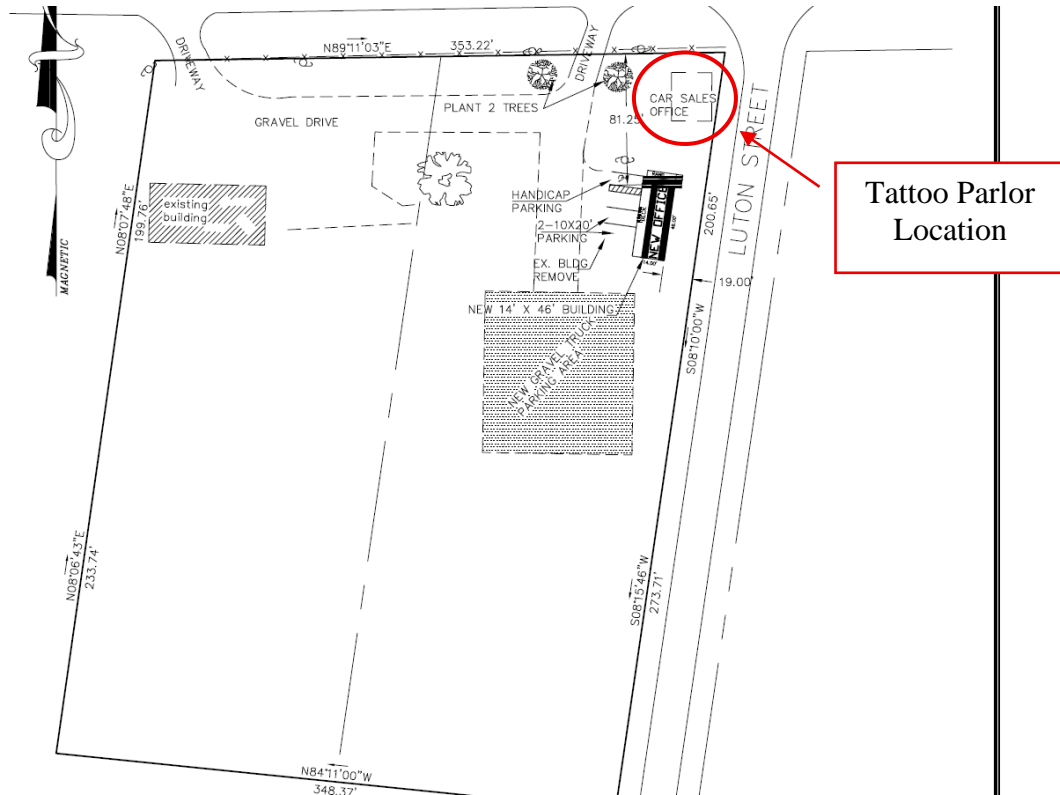 N89°11'03"E 353.22'
DRIVEWAY
DRIVEWAY
PLANT 2 TREES
GRAVEL DRIVE
CAR SALES
OFFICE
81.25'
LUTON STREET
Tattoo Parlor
Location
N08°07'48"E
199.76'
existing
building
HANDICAP
PARKING
2-10X20'
PARKING
NEW OFFICE
14.00'
200.65'
EX. BLDG
REMOVE
19.00'
MAGNETIC
NEW 14' X 46' BUILDING
S08°10'00"W
NEW GRAVEL TRUCK
PARKING AREA
N08°06'43"E
233.74'
S08°15'46"W
273.71'
N84°11'00"W
348.37'